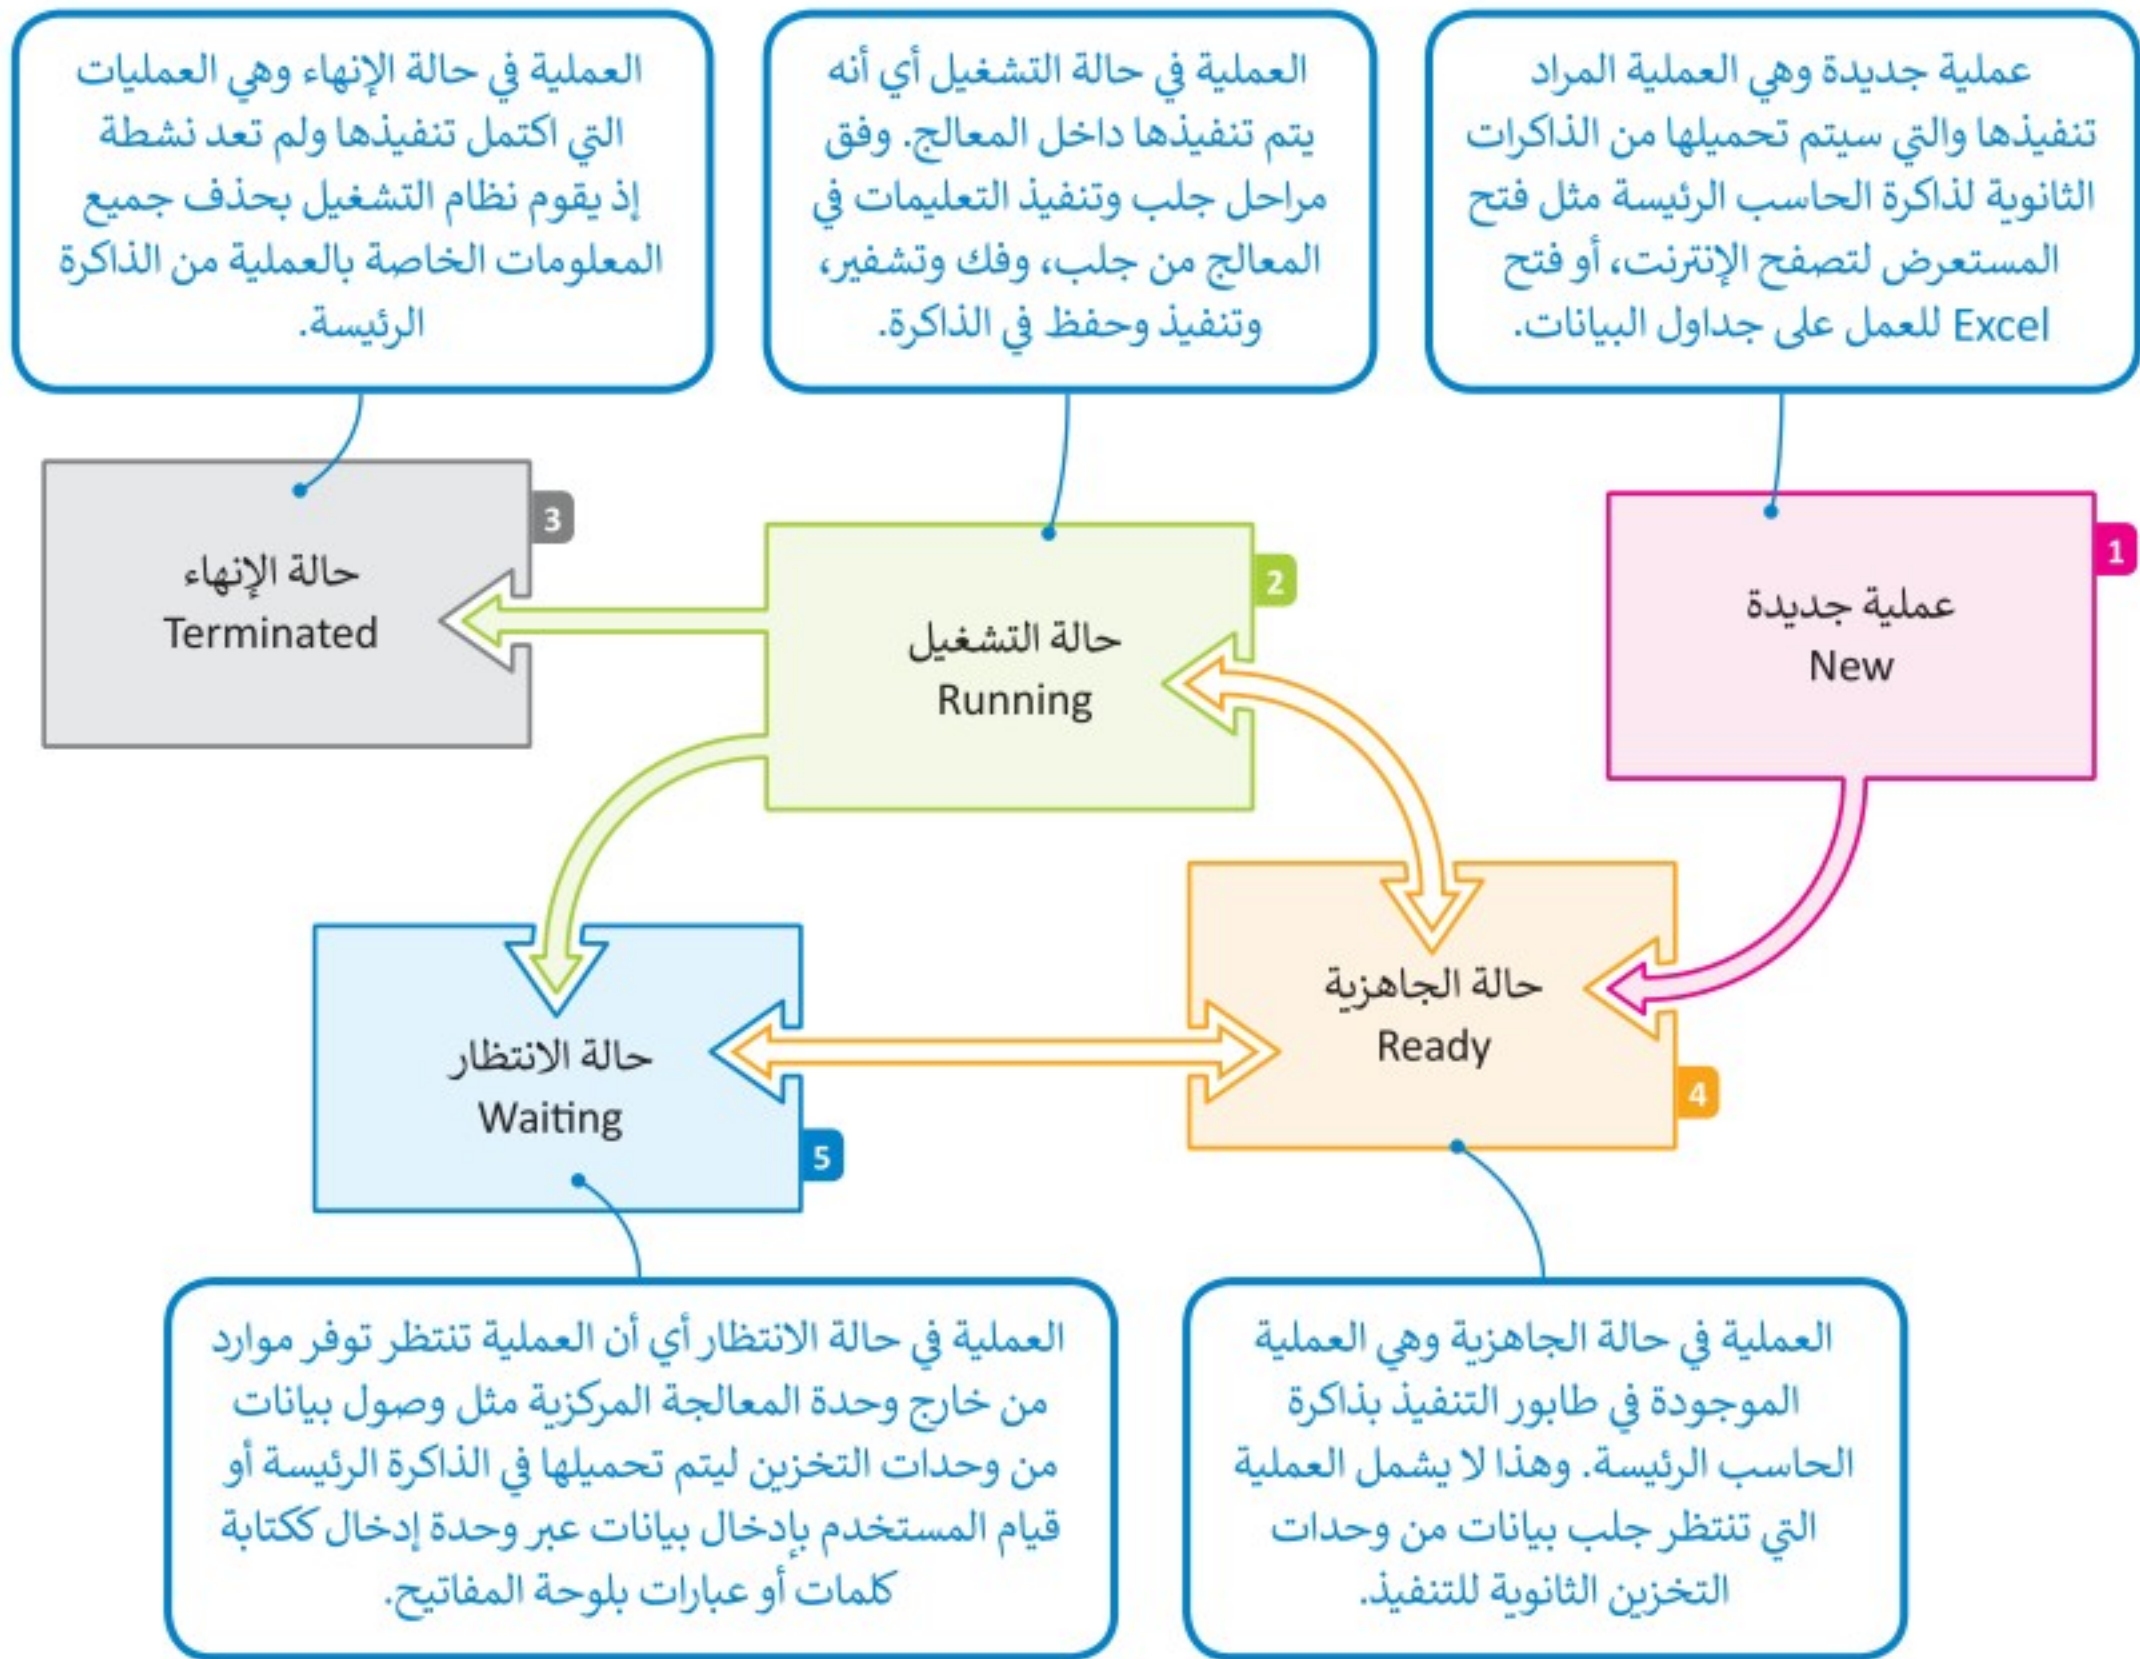 عملية جديدة وهي العملية المراد
تنفيذها والتي سيتم تحميلها من الذاكرات
الثانوية لذاكرة الحاسب الرئيسة مثل فتح
المستعرض لتصفح الإنترنت، أو فتح
Excel للعمل على جداول البيانات.
العملية في حالة التشغيل أي أنه
يتم تنفيذها داخل المعالج. وفق
مراحل جلب وتنفيذ التعليمات في
المعالج من جلب، وفك وتشفير،
وتنفيذ وحفظ في الذاكرة.
العملية في حالة الإنهاء وهي العمليات
التي اكتمل تنفيذها ولم تعد نشطة
إذ يقوم نظام التشغيل بحذف جميع
المعلومات الخاصة بالعملية من الذاكرة
الرئيسة.
1
عملية جديدة
New
2
حالة التشغيل
Running
3
حالة الإنهاء
Terminated
حالة الجاهزية
Ready
4
حالة الانتظار
Waiting
5
العملية في حالة الجاهزية وهي العملية
الموجودة في طابور التنفيذ بذاكرة
الحاسب الرئيسة. وهذا لا يشمل العملية
التي تنتظر جلب بيانات من وحدات
التخزين الثانوية للتنفيذ.
العملية في حالة الانتظار أي أن العملية تنتظر توفر موارد
من خارج وحدة المعالجة المركزية مثل وصول بيانات
من وحدات التخزين ليتم تحميلها في الذاكرة الرئيسة أو
قيام المستخدم بإدخال بيانات عبر وحدة إدخال ككتابة
كلمات أو عبارات بلوحة المفاتيح.